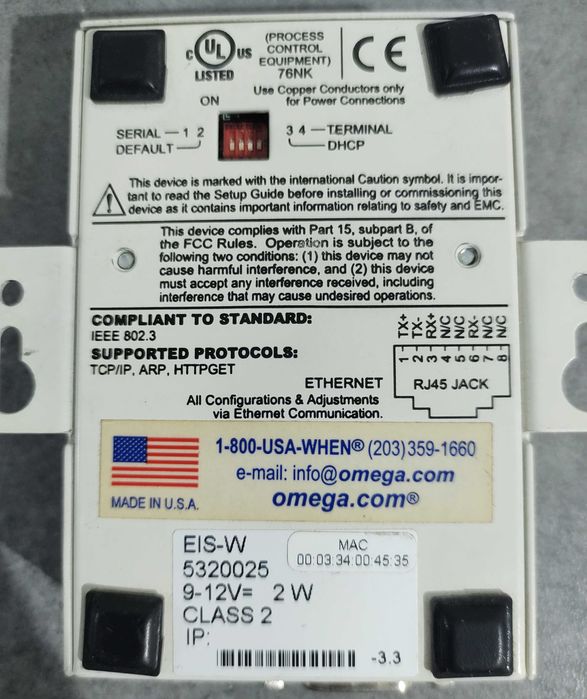 c UL US
LISTED
(PROCESS
CONTROL
EQUIPMENT)
76NK
CE
Use Copper Conductors only
for Power Connections
ON
SERIAL — 1 2
DEFAULT
3 4 — TERMINAL
DHCP
This device is marked with the international Caution symbol. It is impor-
tant to read the Setup Guide before installing or commissioning this
device as it contains important information relating to safety and EMC.
This device complies with Part 15, subpart B, of
the FCC Rules. Operation is subject to the
following two conditions: (1) this device may not
cause harmful interference, and (2) this device
must accept any interference received, including
interference that may cause undesired operations.
COMPLIANT TO STANDARD:
IEEE 802.3
SUPPORTED PROTOCOLS:
TCP/IP, ARP, HTTPGET
ETHERNET
All Configurations & Adjustments
via Ethernet Communication.
TX+ TX- RX+ N/C N/C RX- N/C N/C
1 2 3 4 5 6 7 8
RJ45 JACK
1-800-USA-WHEN® (203)359-1660
e-mail: info@omega.com
omega.com®
MADE IN U.S.A.
EIS-W
MAC
00:03:34:00:45:35
5320025
9-12V= 2 W
CLASS 2
IP:
-3.3